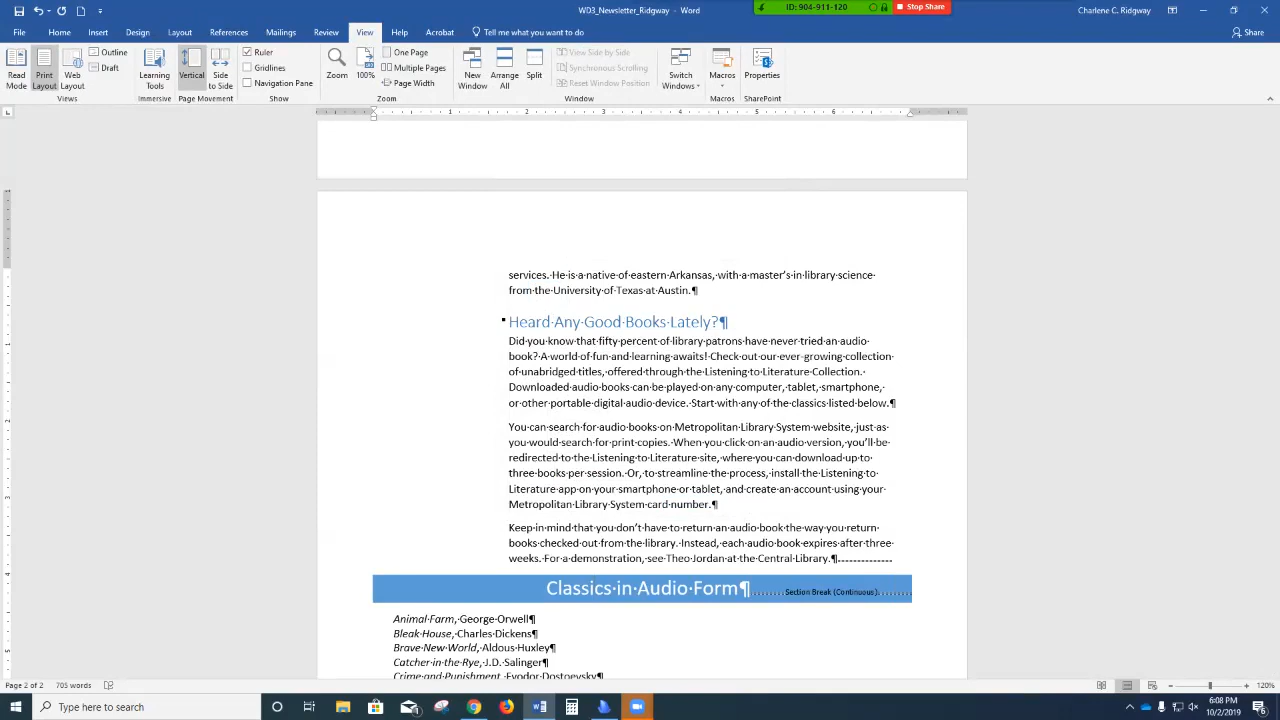 WD3_Newsletter_Ridgway - Word
ID: 904-911-120 Stop Share
Charlene C. Ridgway
File Home Insert Design Layout References Mailings Review View Help Acrobat Tell me what you want to do Share
Read Mode
Print Layout
Web Layout
Outline
Draft
Views
Learning Tools
Immersive
Vertical
Side to Side
Page Movement
Ruler
Gridlines
Navigation Pane
Show
Zoom
100%
One Page
Multiple Pages
Page Width
Zoom
New Window
Arrange All
Split
View Side by Side
Synchronous Scrolling
Reset Window Position
Window
Switch Windows
Macros
Macros
Properties
SharePoint
1 2 3 4 5 6
services. He is a native of eastern Arkansas, with a master's in library science
from the University of Texas at Austin.¶
Heard Any Good Books Lately?¶
Did you know that fifty percent of library patrons have never tried an audio
book? A world of fun and learning awaits! Check out our ever-growing collection
of unabridged titles, offered through the Listening to Literature Collection.
Downloaded audio books can be played on any computer, tablet, smartphone,
or other portable digital audio device. Start with any of the classics listed below.¶
You can search for audio books on Metropolitan Library System website, just as
you would search for print copies. When you click on an audio version, you'll be
redirected to the Listening to Literature site, where you can download up to
three books per session. Or, to streamline the process, install the Listening to
Literature app on your smartphone or tablet, and create an account using your
Metropolitan Library System card number.¶
Keep in mind that you don't have to return an audio book the way you return
books checked out from the library. Instead, each audio book expires after three
weeks. For a demonstration, see Theo Jordan at the Central Library.¶
Classics in Audio Form¶ Section Break (Continuous)
Animal Farm, George Orwell¶
Bleak House, Charles Dickens¶
Brave New World, Aldous Huxley¶
Catcher in the Rye, J.D. Salinger¶
Crime and Punishment, Fyodor Dostoevsky¶
Page 2 of 2 705 words 120%
Type here to search
6:08 PM
10/2/2019